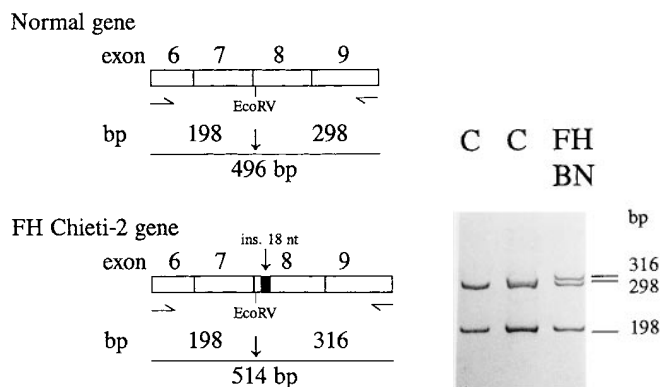 Normal gene
exon 6 7 8 9
EcoRV
bp 198 298
496 bp
FH Chieti-2 gene
ins. 18 nt
exon 6 7 8 9
EcoRV
bp 198 316
514 bp
C C FH
BN
bp
316
298
198